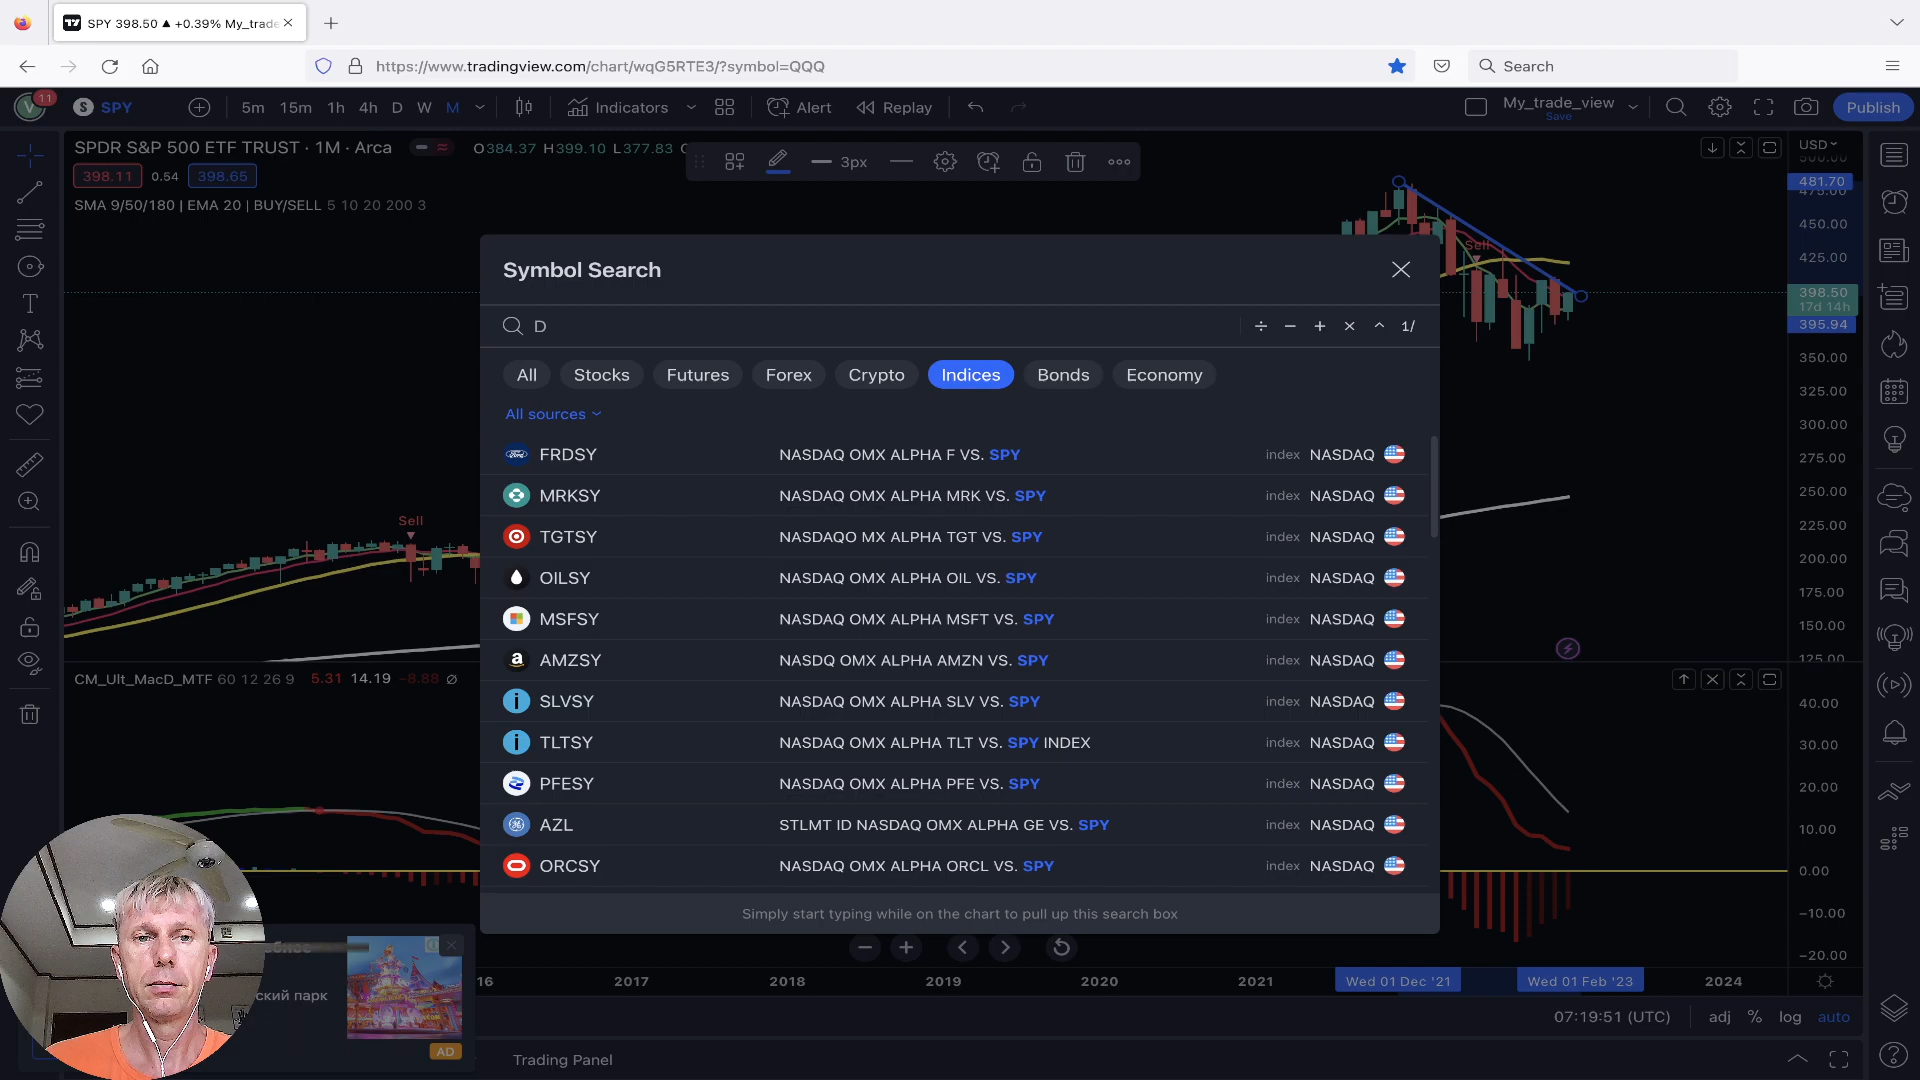 SPY 398.50 ▲ +0.39% My_trade
https://www.tradingview.com/chart/wqG5RTE3/?symbol=QQQ
Search
V 11 S SPY 5m 15m 1h 4h D W M Indicators Alert Replay My_trade_view Save Publish
SPDR S&P 500 ETF TRUST · 1M · Arca O384.37 H399.10 L377.83 C
3px
USD
398.11 0.54 398.65
SMA 9/50/180 | EMA 20 | BUY/SELL 5 10 20 200 3
500.00
481.70
475.00
450.00
425.00
398.50
17d 14h
395.94
350.00
325.00
300.00
275.00
250.00
225.00
200.00
175.00
150.00
125.00
Sell
Sell
Symbol Search
D
1/
All Stocks Futures Forex Crypto Indices Bonds Economy
All sources
FRDSY NASDAQ OMX ALPHA F VS. SPY index NASDAQ
MRKSY NASDAQ OMX ALPHA MRK VS. SPY index NASDAQ
TGTSY NASDAQO MX ALPHA TGT VS. SPY index NASDAQ
OILSY NASDAQ OMX ALPHA OIL VS. SPY index NASDAQ
MSFSY NASDAQ OMX ALPHA MSFT VS. SPY index NASDAQ
AMZSY NASDQ OMX ALPHA AMZN VS. SPY index NASDAQ
SLVSY NASDAQ OMX ALPHA SLV VS. SPY index NASDAQ
TLTSY NASDAQ OMX ALPHA TLT VS. SPY INDEX index NASDAQ
PFESY NASDAQ OMX ALPHA PFE VS. SPY index NASDAQ
AZL STLMT ID NASDAQ OMX ALPHA GE VS. SPY index NASDAQ
ORCSY NASDAQ OMX ALPHA ORCL VS. SPY index NASDAQ
Simply start typing while on the chart to pull up this search box
CM_Ult_MacD_MTF 60 12 26 9 5.31 14.19 −8.88 ∅
40.00
30.00
20.00
10.00
0.00
−10.00
−20.00
ский парк
AD
16 2017 2018 2019 2020 2021 Wed 01 Dec '21 Wed 01 Feb '23 2024
07:19:51 (UTC) adj % log auto
Trading Panel